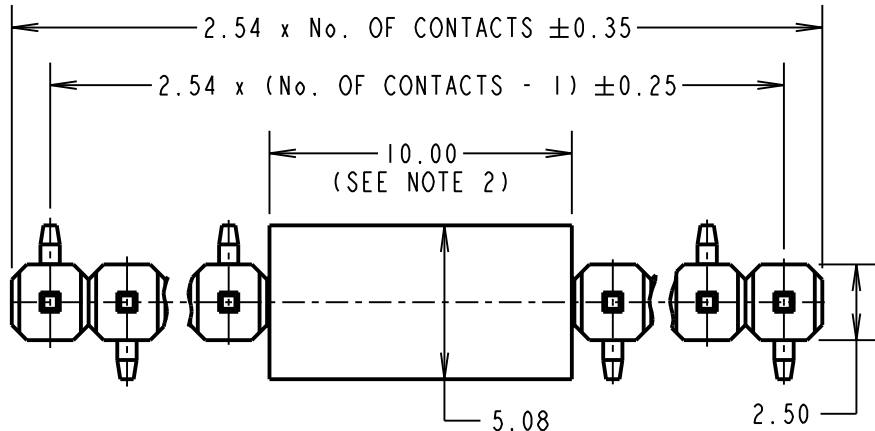 2.54 x No. OF CONTACTS ±0.35
2.54 x (No. OF CONTACTS - 1) ±0.25
10.00
(SEE NOTE 2)
5.08
2.50